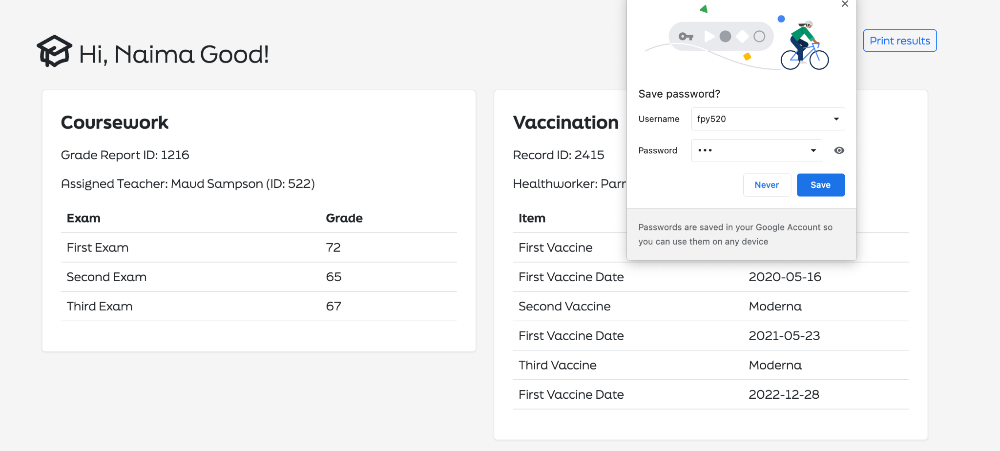 Hi, Naima Good!
Print results
Coursework
Grade Report ID: 1216
Assigned Teacher: Maud Sampson (ID: 522)
Exam Grade
First Exam 72
Second Exam 65
Third Exam 67
Vaccination
Record ID: 2415
Healthworker:
Item
First Vaccine
First Vaccine Date 2020-05-16
Second Vaccine Moderna
First Vaccine Date 2021-05-23
Third Vaccine Moderna
First Vaccine Date 2022-12-28
Save password?
Username fpy520
Password •••
Never Save
Passwords are saved in your Google Account so
you can use them on any device